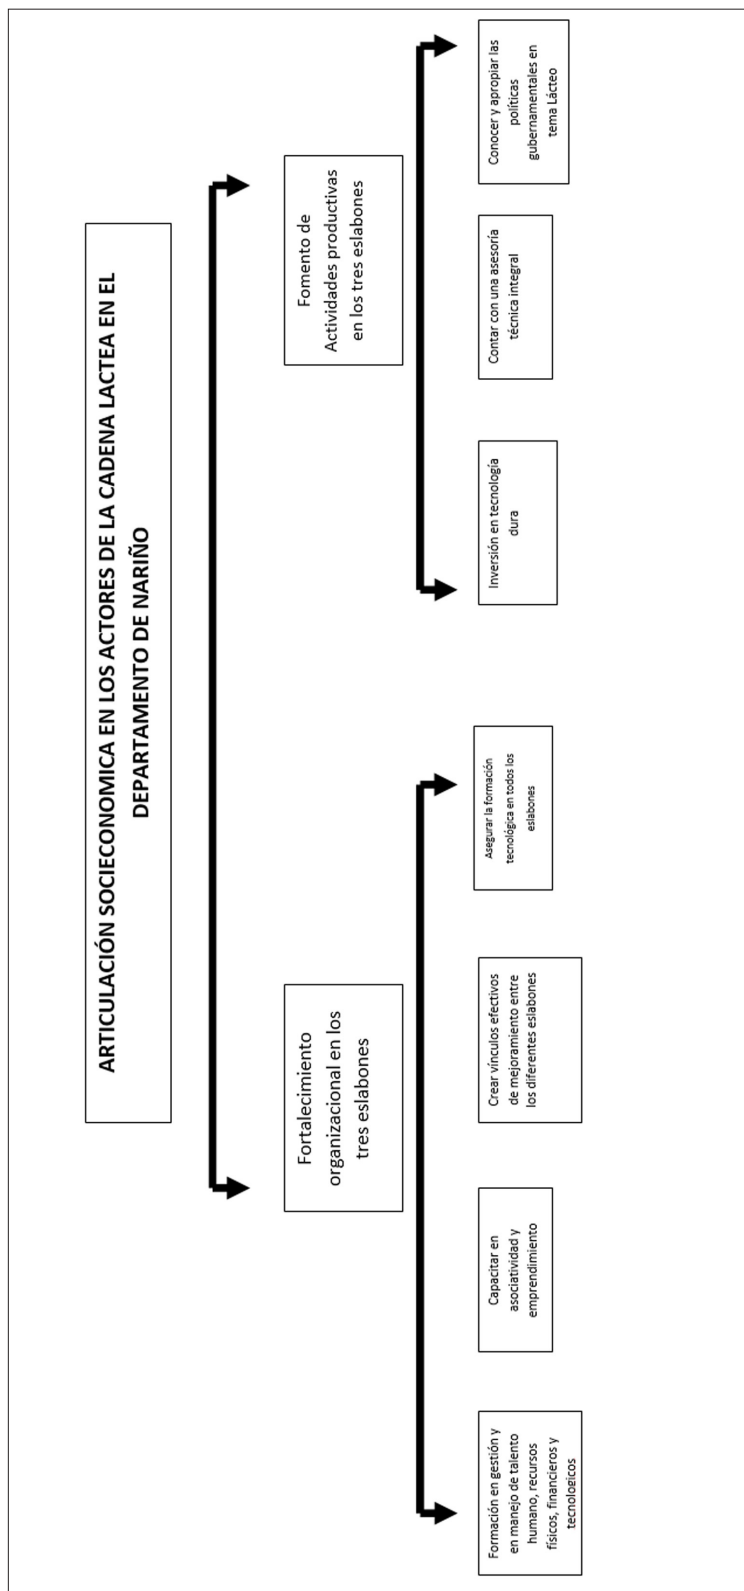 ARTICULACIÓN SOCIECONOMICA EN LOS ACTORES DE LA CADENA LACTEA EN EL
DEPARTAMENTO DE NARIÑO
Fortalecimiento
organizacional en los
tres eslabones
Fomento de
Actividades productivas
en los tres eslabones
Formación en gestión y
en manejo de talento
humano, recursos
físicos, financieros y
tecnologicos
Capacitar en
asociatividad y
emprendimiento
Crear vínculos efectivos
de mejoramiento entre
los diferentes eslabones
Asegurar la formación
tecnológica en todos los
eslabones
Inversión en tecnología
dura
Contar con una asesoría
técnica integral
Conocer y apropiar las
políticas
gubernamentales en
tema Lácteo